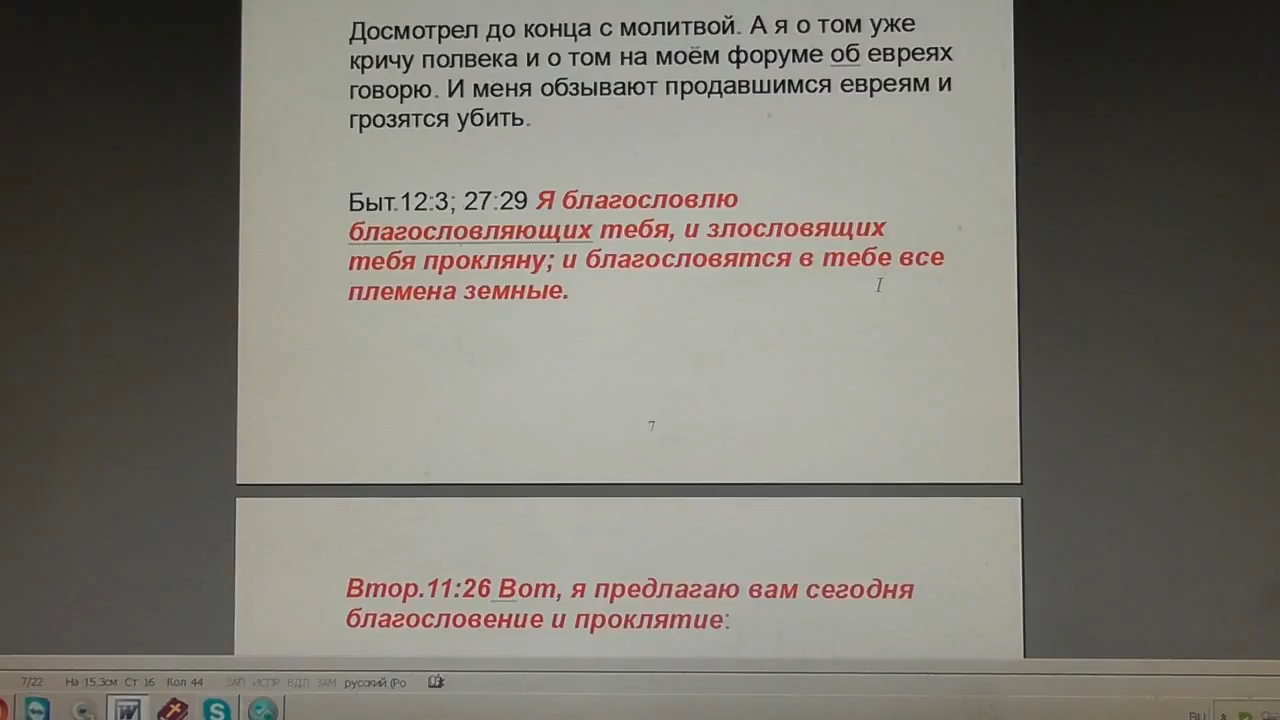 Досмотрел до конца с молитвой. А я о том уже
кричу полвека и о том на моём форуме об евреях
говорю. И меня обзывают продавшимся евреям и
грозятся убить.
Быт.12:3; 27:29 Я благословлю
благословляющих тебя, и злословящих
тебя прокляну; и благословятся в тебе все
племена земные.
7
Втор.11:26 Вот, я предлагаю вам сегодня
благословение и проклятие:
7/22 На 15.3см Ст 16 Кол 44 ЗАП ИСПР ВДЛ ЗАМ русский (Ро
RU